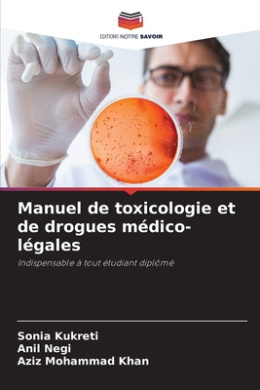 EDITIONS NOTRE SAVOIR
Manuel de toxicologie et
de drogues médico-
légales
Indispensable à tout étudiant diplômé
Sonia Kukreti
Anil Negi
Aziz Mohammad Khan